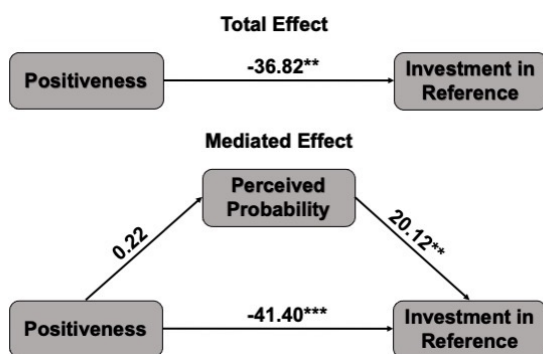 Total Effect
Positiveness
-36.82**
Investment in
Reference
Mediated Effect
Perceived
Probability
0.22
20.12**
Positiveness
-41.40***
Investment in
Reference